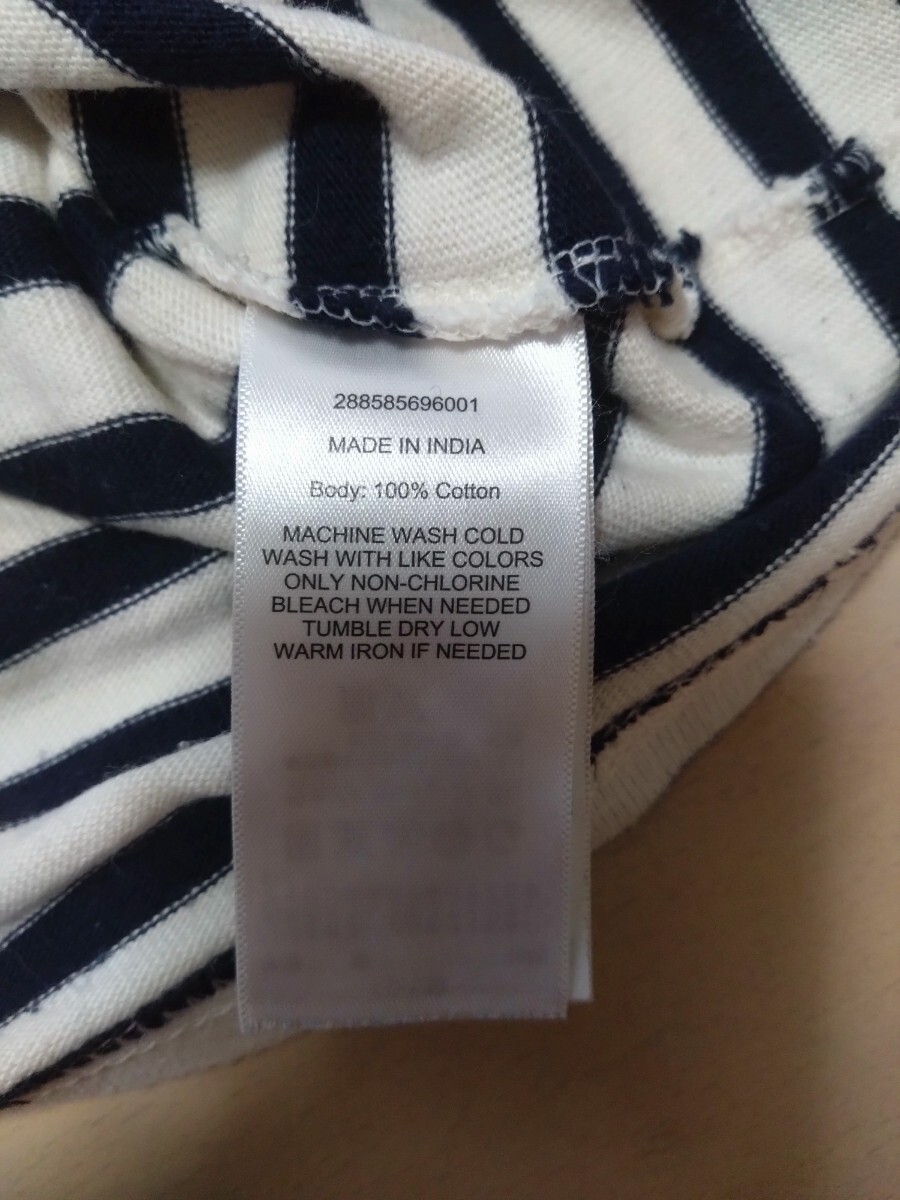 288585696001
MADE IN INDIA
Body: 100% Cotton
MACHINE WASH COLD
WASH WITH LIKE COLORS
ONLY NON-CHLORINE
BLEACH WHEN NEEDED
TUMBLE DRY LOW
WARM IRON IF NEEDED